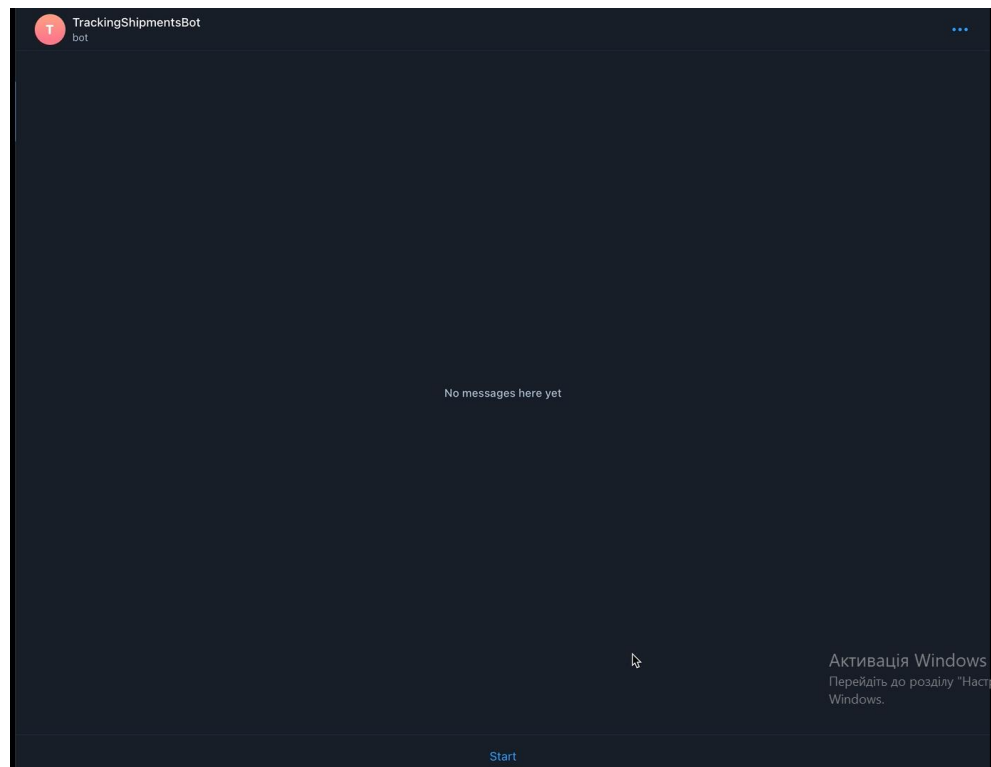 T
TrackingShipmentsBot
bot
No messages here yet
Активація Windows
Перейдіть до розділу "Наст
Windows.
Start